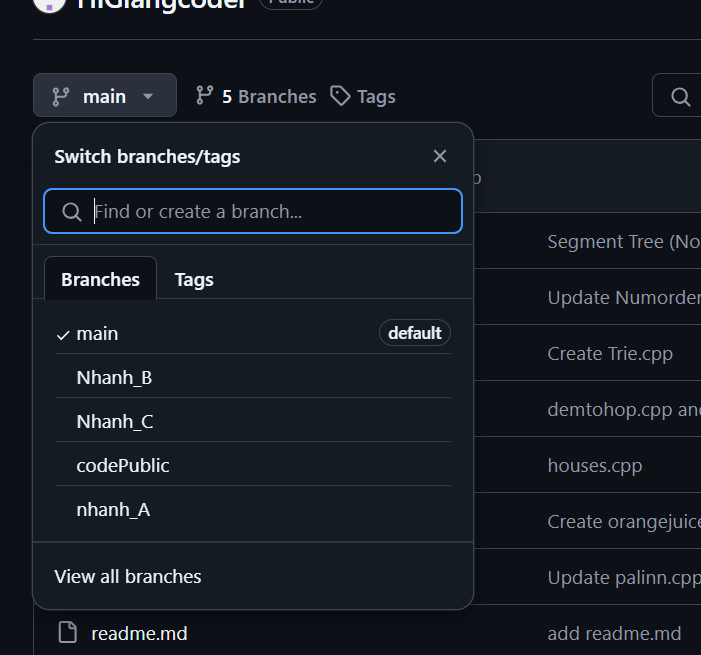 HiGiangcoder
Public
main
5 Branches
Tags
Switch branches/tags
Find or create a branch...
Branches
Tags
main
default
Nhanh_B
Nhanh_C
codePublic
nhanh_A
View all branches
Segment Tree (No
Update Numorder
Create Trie.cpp
demtohop.cpp and
houses.cpp
Create orangejuice
Update palinn.cpp
readme.md
add readme.md